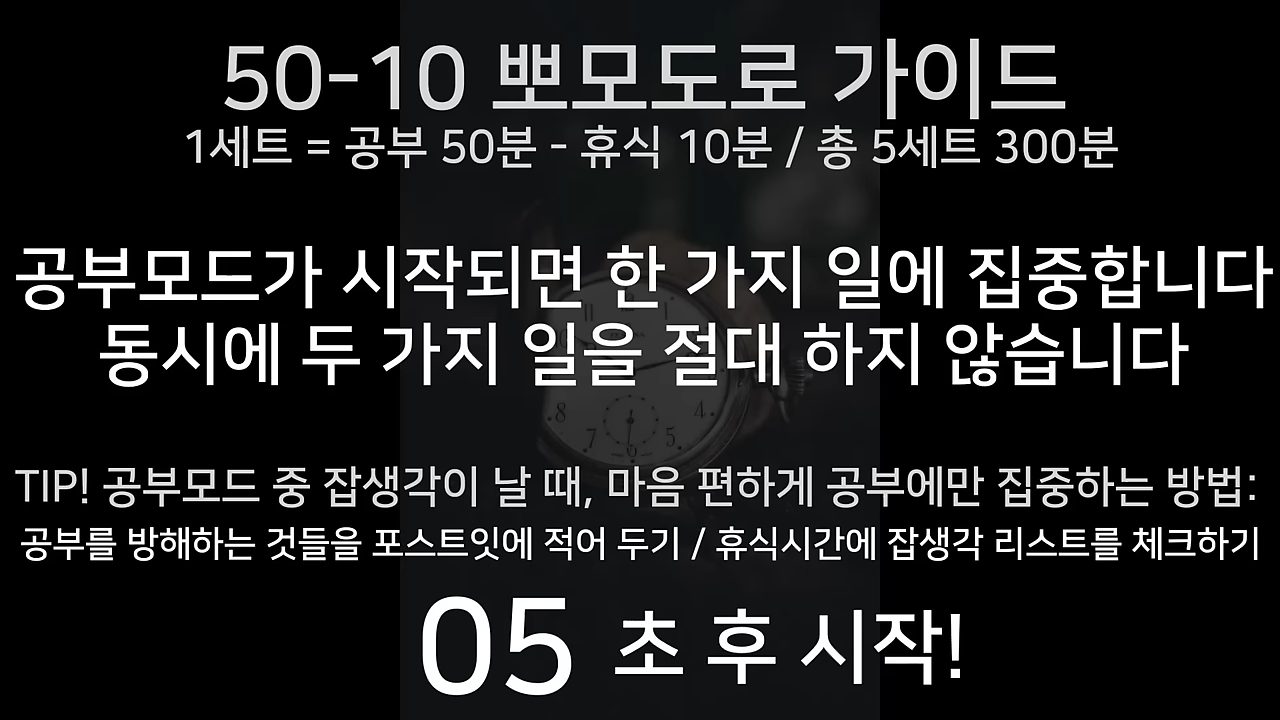 50-10 뽀모도로 가이드
1세트 = 공부 50분 - 휴식 10분 / 총 5세트 300분
공부모드가 시작되면 한 가지 일에 집중합니다
동시에 두 가지 일을 절대 하지 않습니다
TIP! 공부모드 중 잡생각이 날 때, 마음 편하게 공부에만 집중하는 방법:
공부를 방해하는 것들을 포스트잇에 적어 두기 / 휴식시간에 잡생각 리스트를 체크하기
05 초 후 시작!